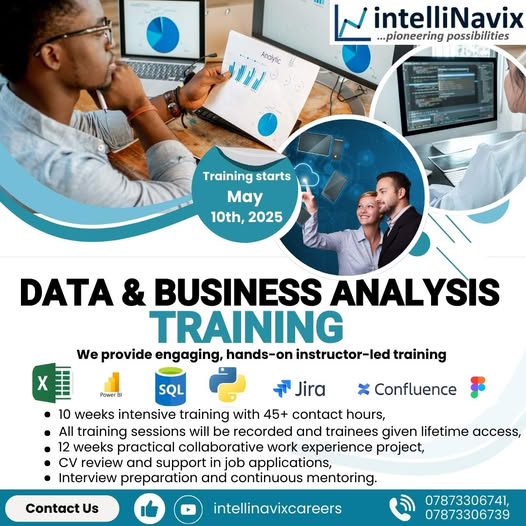 intelliNavix
...pioneering possibilities
Analytic
Training starts
May
10th, 2025
DATA & BUSINESS ANALYSIS
TRAINING
We provide engaging, hands-on instructor-led training
Power BI
SQL
Jira
Confluence
10 weeks intensive training with 45+ contact hours,
All training sessions will be recorded and trainees given lifetime access,
12 weeks practical collaborative work experience project,
CV review and support in job applications,
Interview preparation and continuous mentoring.
Contact Us
intellinavixcareers
07873306741,
07873306739